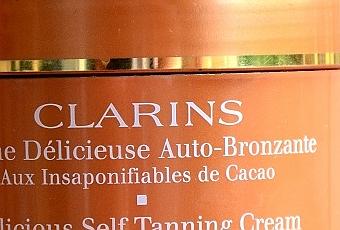 CLARINS
Délicieuse Auto-Bronzante
Aux Insaponifiables de Cacao
Self Tanning Cream